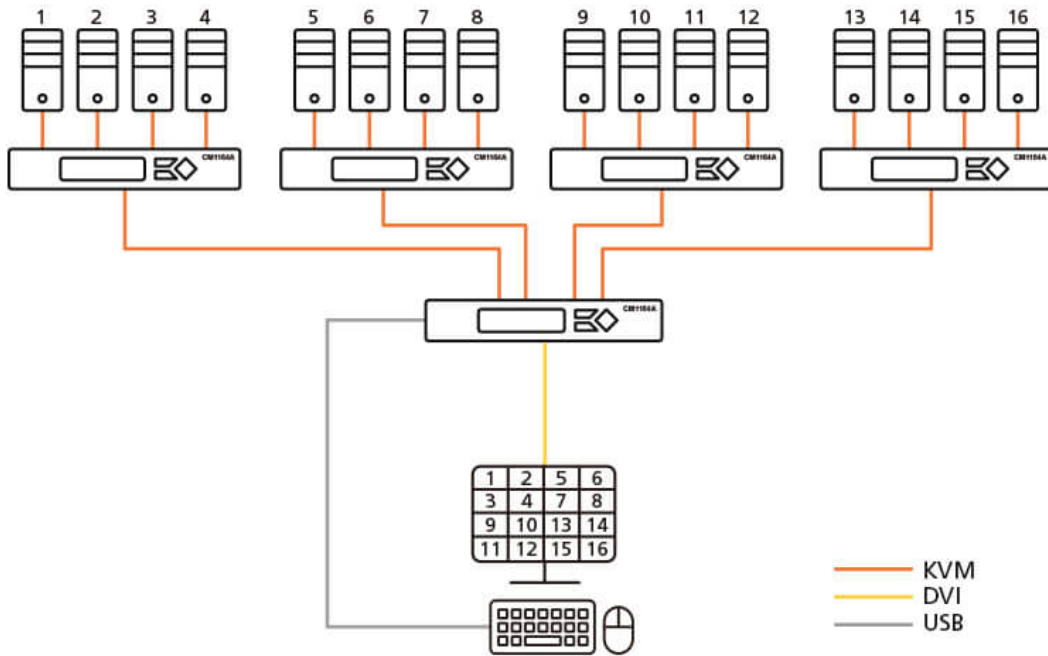 1 2 3 4 5 6 7 8 9 10 11 12 13 14 15 16
CM1164A CM1164A CM1164A CM1164A
CM1164A
1 2 5 6
3 4 7 8
9 10 13 14
11 12 15 16
KVM
DVI
USB